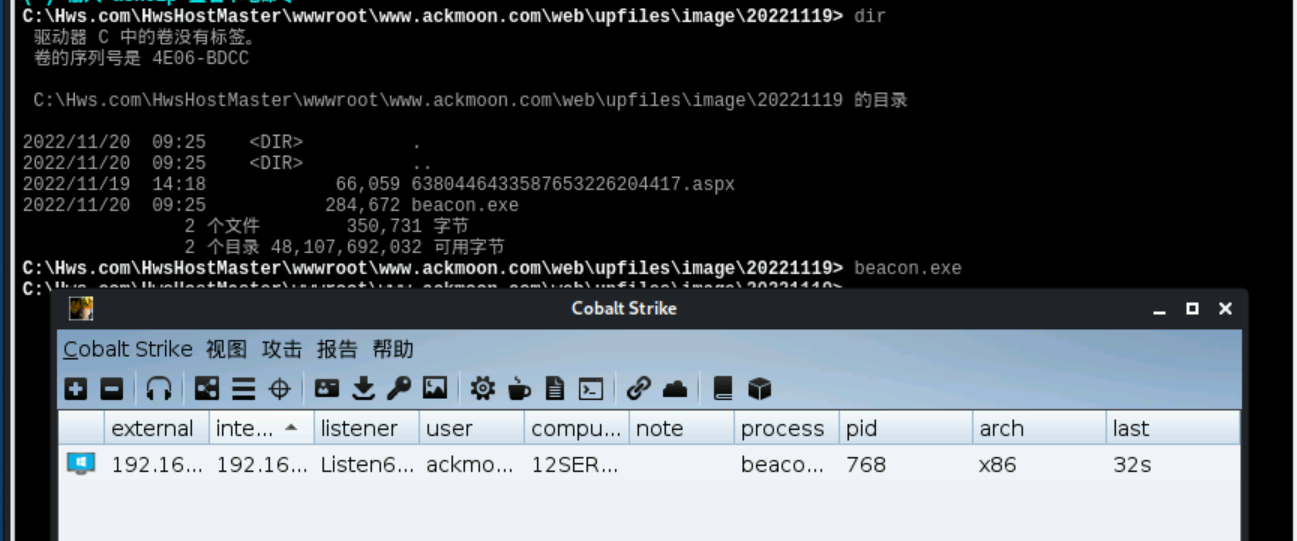 C:\Hws.com\HwsHostMaster\wwwroot\www.ackmoon.com\web\upfiles\image\20221119> dir
驱动器 C 中的卷没有标签。
卷的序列号是 4E06-BDCC
C:\Hws.com\HwsHostMaster\wwwroot\www.ackmoon.com\web\upfiles\image\20221119 的目录
2022/11/20 09:25 <DIR> .
2022/11/20 09:25 <DIR> ..
2022/11/19 14:18 66,059 6380446433587653226204417.aspx
2022/11/20 09:25 284,672 beacon.exe
2 个文件 350,731 字节
2 个目录 48,107,692,032 可用字节
C:\Hws.com\HwsHostMaster\wwwroot\www.ackmoon.com\web\upfiles\image\20221119> beacon.exe
Cobalt Strike
Cobalt Strike 视图 攻击 报告 帮助
external inte... listener user compu... note process pid arch last
192.16... 192.16... Listen6... ackmo... 12SER... beaco... 768 x86 32s